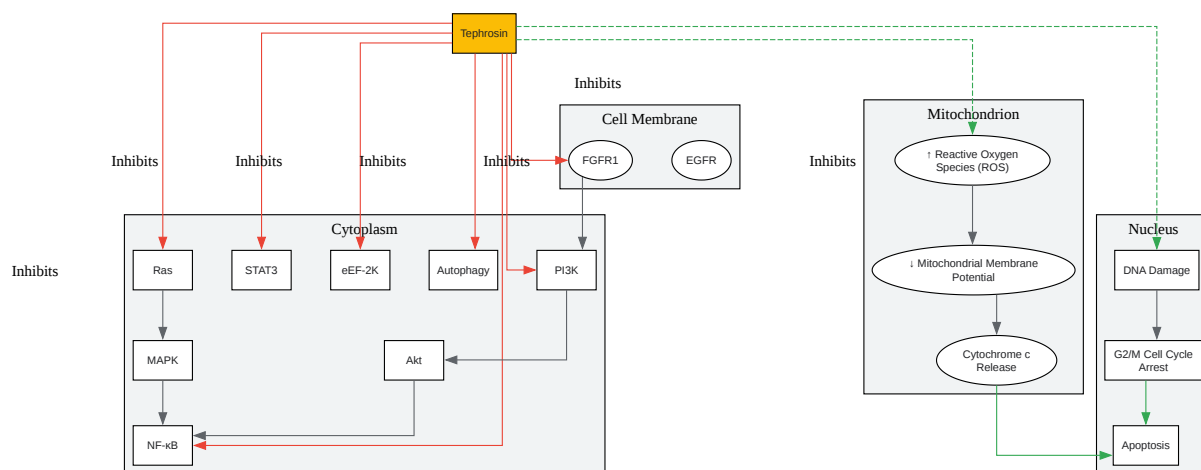 Tephrosin
Inhibits
Cell Membrane
Mitochondrion
Inhibits
Inhibits
Inhibits
Inhibits
FGFR1
EGFR
Inhibits
↑ Reactive Oxygen
Species (ROS)
Cytoplasm
Nucleus
Inhibits
Ras
STAT3
eEF-2K
Autophagy
PI3K
↓ Mitochondrial Membrane
Potential
DNA Damage
MAPK
Akt
Cytochrome c
Release
G2/M Cell Cycle
Arrest
NF-κB
Apoptosis